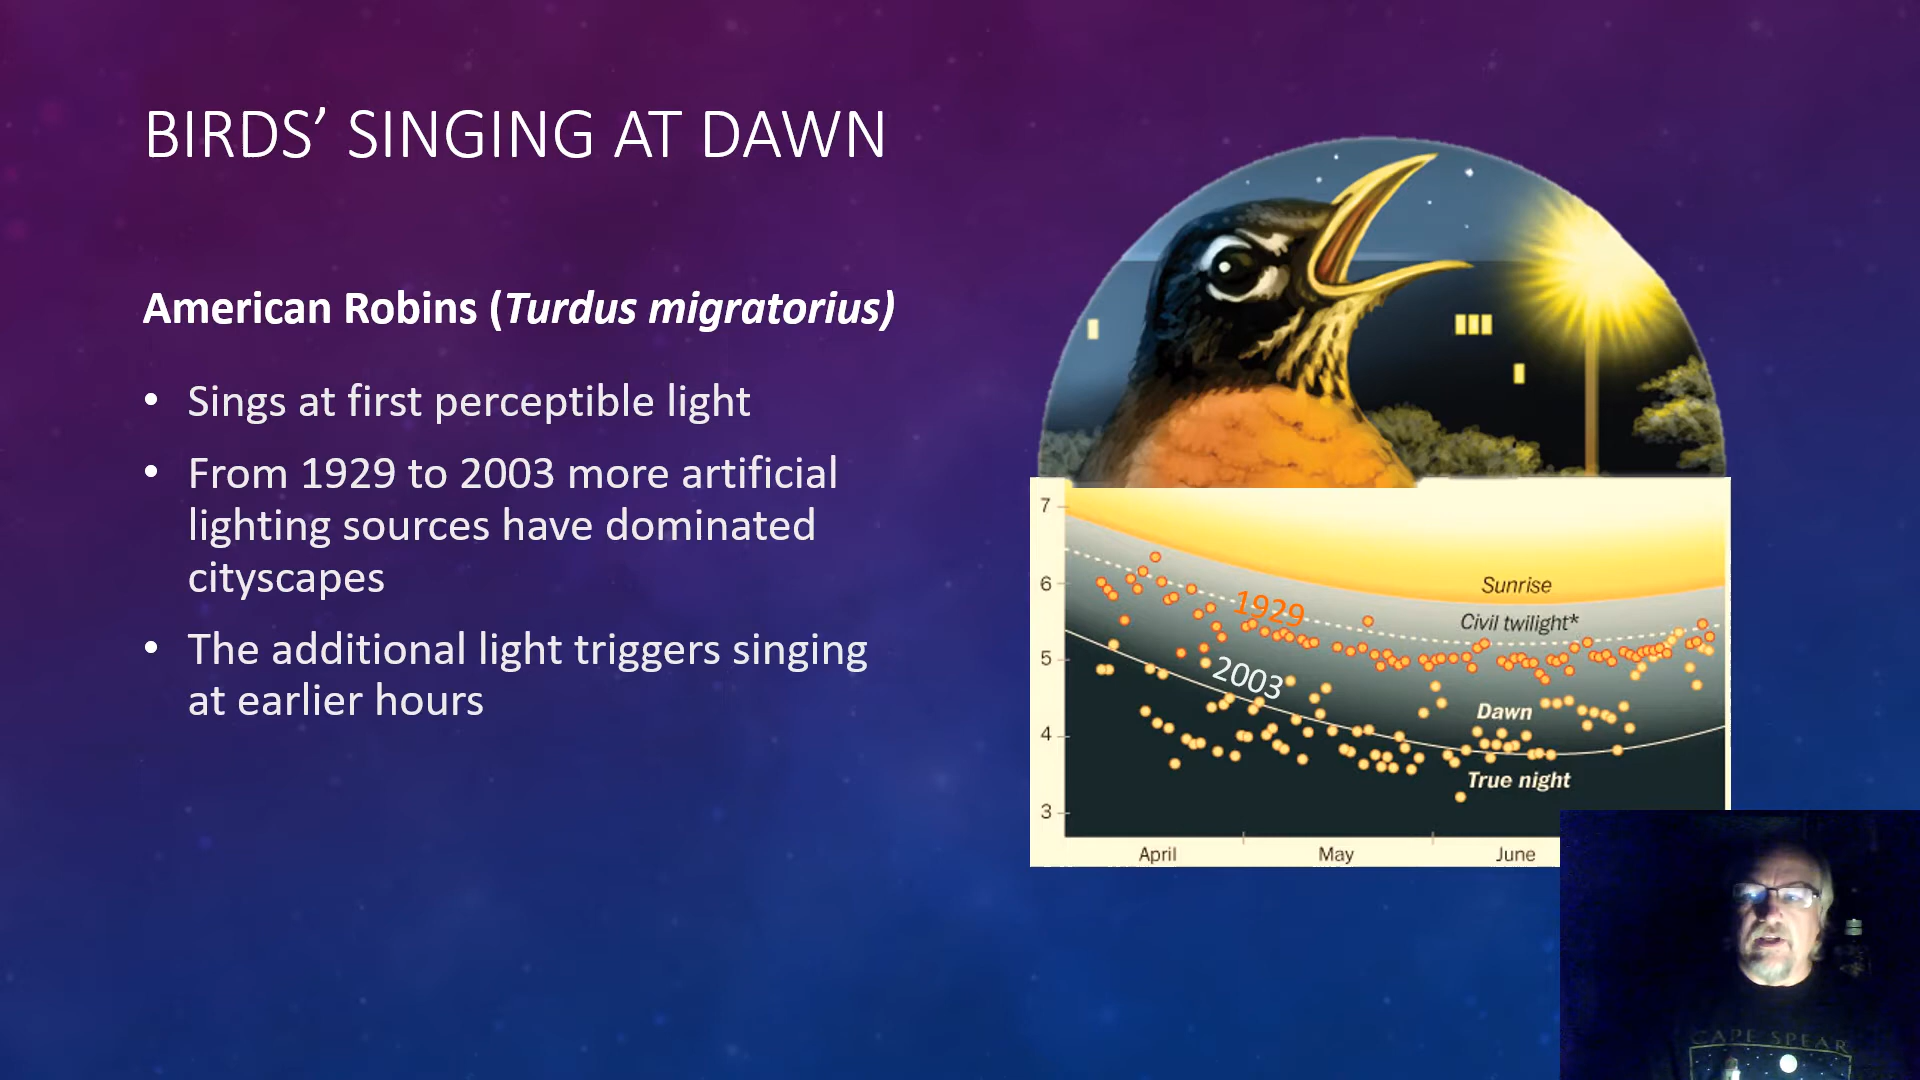 BIRDS’ SINGING AT DAWN
American Robins (Turdus migratorius)
• Sings at first perceptible light
• From 1929 to 2003 more artificial
lighting sources have dominated
cityscapes
• The additional light triggers singing
at earlier hours
7
6
5
4
3
Sunrise
Civil twilight*
1929
2003
Dawn
True night
April
May
June
CAPE SPEAR